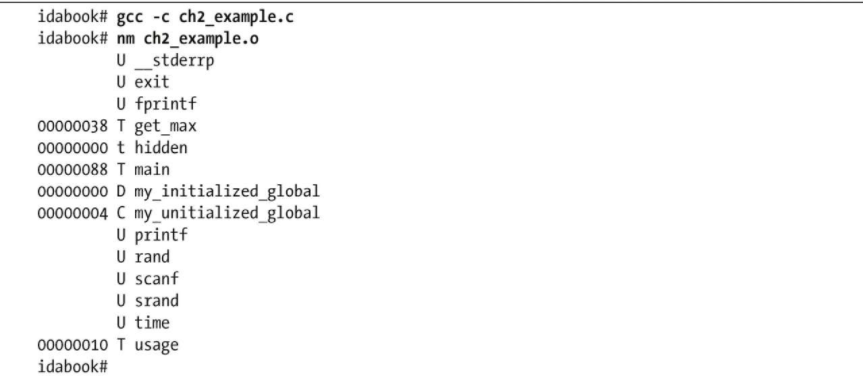 idabook# gcc -c ch2_example.c
idabook# nm ch2_example.o
U __stderrp
U exit
U fprintf
00000038 T get_max
00000000 t hidden
00000088 T main
00000000 D my_initialized_global
00000004 C my_unitialized_global
U printf
U rand
U scanf
U srand
U time
00000010 T usage
idabook#